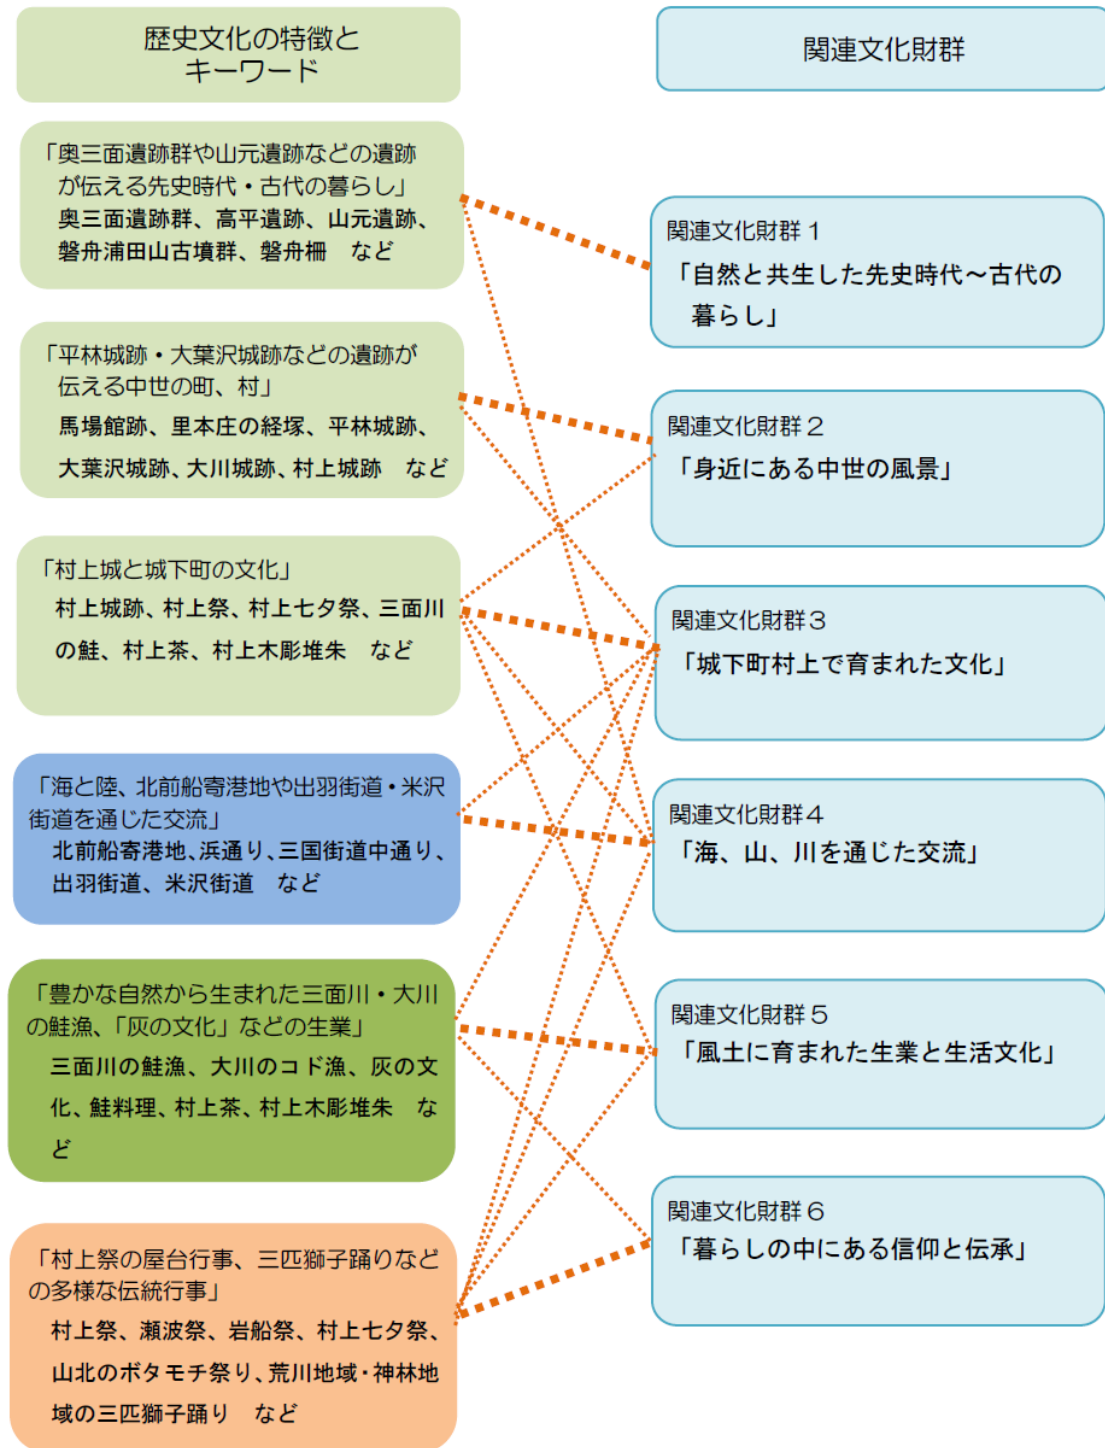 歴史文化の特徴と
キーワード
「奥三面遺跡群や山元遺跡などの遺跡
が伝える先史時代・古代の暮らし」
奥三面遺跡群、高平遺跡、山元遺跡、
磐舟浦田山古墳群、磐舟柵　など
「平林城跡・大葉沢城跡などの遺跡が
伝える中世の町、村」
馬場館跡、里本庄の経塚、平林城跡、
大葉沢城跡、大川城跡、村上城跡　など
「村上城と城下町の文化」
村上城跡、村上祭、村上七夕祭、三面川
の鮭、村上茶、村上木彫堆朱　など
「海と陸、北前船寄港地や出羽街道・米沢
街道を通じた交流」
北前船寄港地、浜通り、三国街道中通り、
出羽街道、米沢街道　など
「豊かな自然から生まれた三面川・大川
の鮭漁、「灰の文化」などの生業」
三面川の鮭漁、大川のコド漁、灰の文
化、鮭料理、村上茶、村上木彫堆朱　な
ど
「村上祭の屋台行事、三匹獅子踊りなど
の多様な伝統行事」
村上祭、瀬波祭、岩船祭、村上七夕祭、
山北のボタモチ祭り、荒川地域・神林地
域の三匹獅子踊り　など
関連文化財群
関連文化財群１
「自然と共生した先史時代～古代の
暮らし」
関連文化財群２
「身近にある中世の風景」
関連文化財群３
「城下町村上で育まれた文化」
関連文化財群４
「海、山、川を通じた交流」
関連文化財群５
「風土に育まれた生業と生活文化」
関連文化財群６
「暮らしの中にある信仰と伝承」